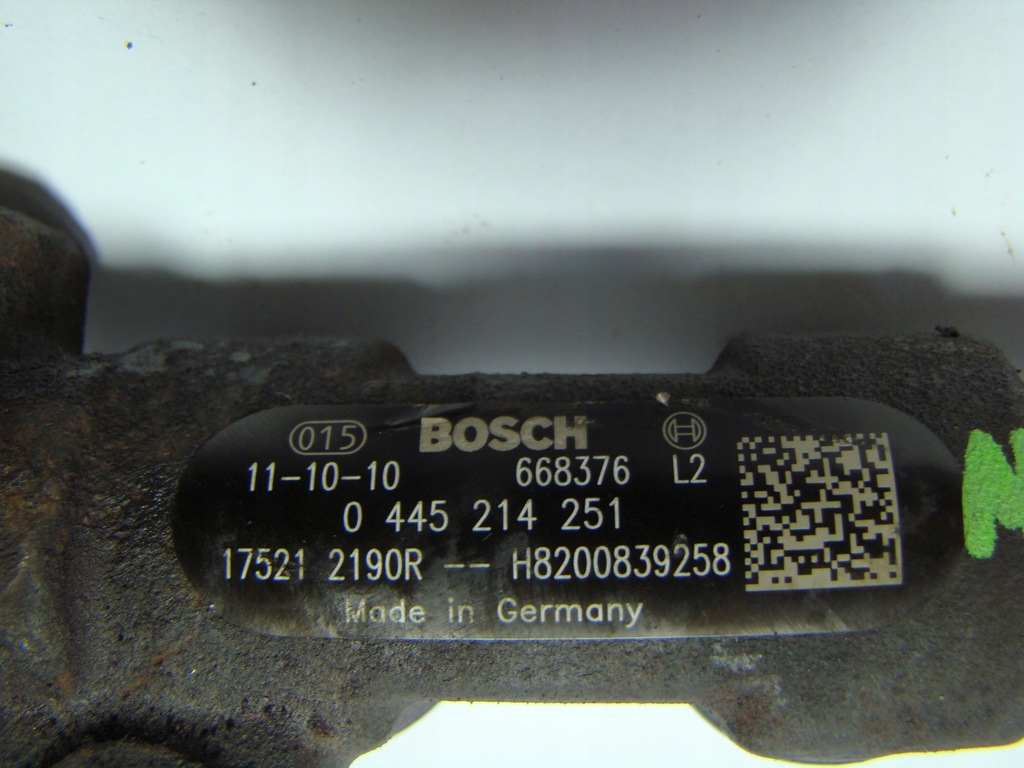 015 BOSCH
11-10-10 668376 L2
0 445 214 251
17521 2190R -- H8200839258
Made in Germany